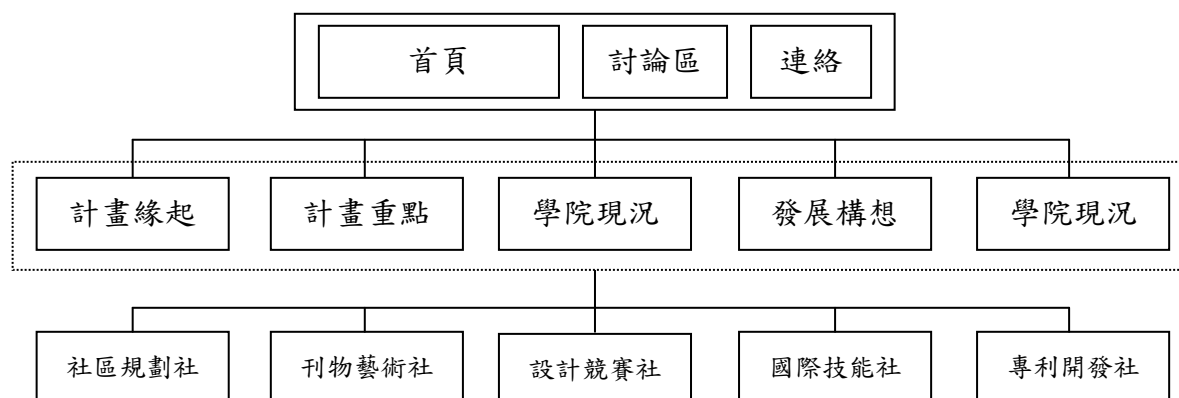 首頁 討論區 連絡
計畫緣起 計畫重點 學院現況 發展構想 學院現況
社區規劃社 刊物藝術社 設計競賽社 國際技能社 專利開發社